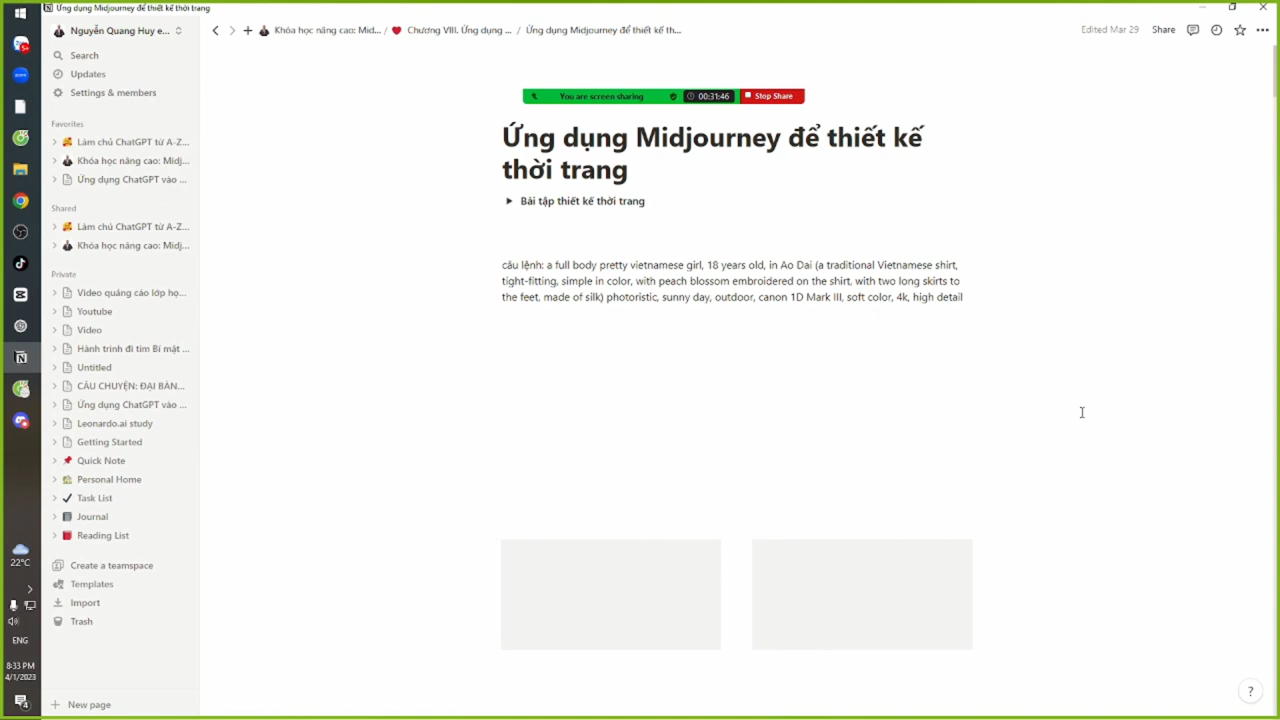 Ứng dụng Midjourney để thiết kế thời trang
Nguyễn Quang Huy e...
Khóa học nâng cao: Mid... / Chương VIII. Ứng dụng ... / Ứng dụng Midjourney để thiết kế th...
Edited Mar 29
Share
Search
Updates
Settings & members
Favorites
Làm chủ ChatGPT từ A-Z...
Khóa học nâng cao: Midj...
Ứng dụng ChatGPT vào ...
Shared
Làm chủ ChatGPT từ A-Z...
Khóa học nâng cao: Midj...
Private
Video quảng cáo lớp họ...
Youtube
Video
Hành trình đi tìm Bí mật ...
Untitled
CÂU CHUYỆN: ĐẠI BÀN...
Ứng dụng ChatGPT vào ...
Leonardo.ai study
Getting Started
Quick Note
Personal Home
Task List
Journal
Reading List
Create a teamspace
Templates
Import
Trash
New page
You are screen sharing
00:31:46
Stop Share
Ứng dụng Midjourney để thiết kế
thời trang
Bài tập thiết kế thời trang
câu lệnh: a full body pretty vietnamese girl, 18 years old, in Ao Dai (a traditional Vietnamese shirt,
tight-fitting, simple in color, with peach blossom embroidered on the shirt, with two long skirts to
the feet, made of silk) photoristic, sunny day, outdoor, canon 1D Mark III, soft color, 4k, high detail
22°C
ENG
8:33 PM
4/1/2023
4
?